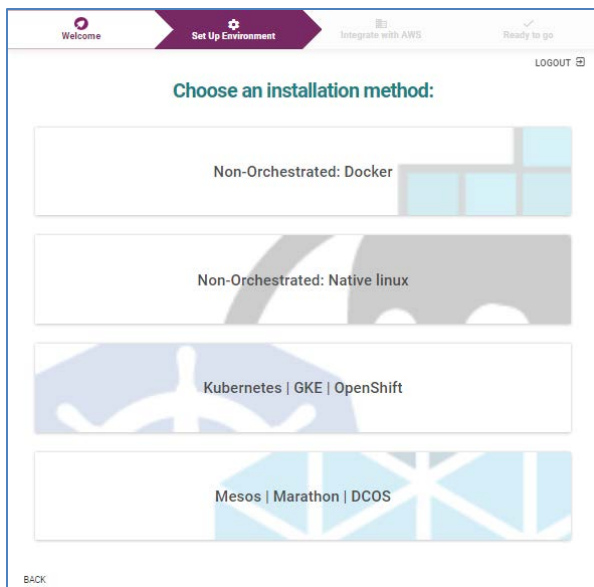 Welcome
Set Up Environment
Integrate with AWS
Ready to go
LOGOUT
Choose an installation method:
Non-Orchestrated: Docker
Non-Orchestrated: Native linux
Kubernetes | GKE | OpenShift
Mesos | Marathon | DCOS
BACK